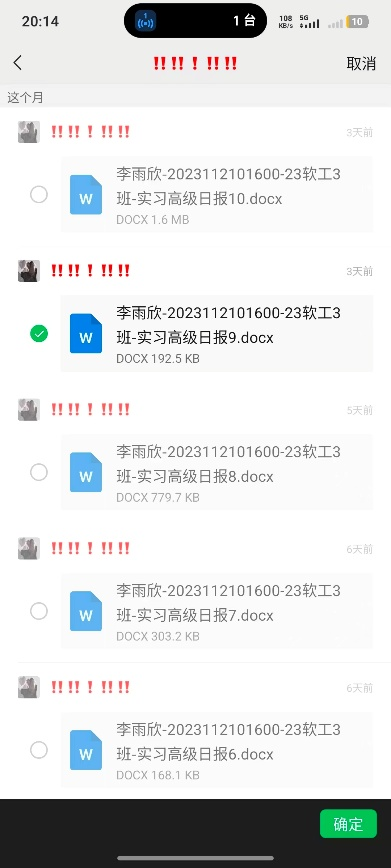 20:14
1
1 台
108 KB/s
5G
10
‼️‼️❗‼️‼️
取消
这个月
‼️‼️❗‼️‼️
3天前
李雨欣-2023112101600-23软工3
班-实习高级日报10.docx
W
DOCX 1.6 MB
‼️‼️❗‼️‼️
3天前
李雨欣-2023112101600-23软工3
班-实习高级日报9.docx
W
DOCX 192.5 KB
‼️‼️❗‼️‼️
5天前
李雨欣-2023112101600-23软工3
班-实习高级日报8.docx
W
DOCX 779.7 KB
‼️‼️❗‼️‼️
6天前
李雨欣-2023112101600-23软工3
班-实习高级日报7.docx
W
DOCX 303.2 KB
‼️‼️❗‼️‼️
6天前
李雨欣-2023112101600-23软工3
班-实习高级日报6.docx
W
DOCX 168.1 KB
确定